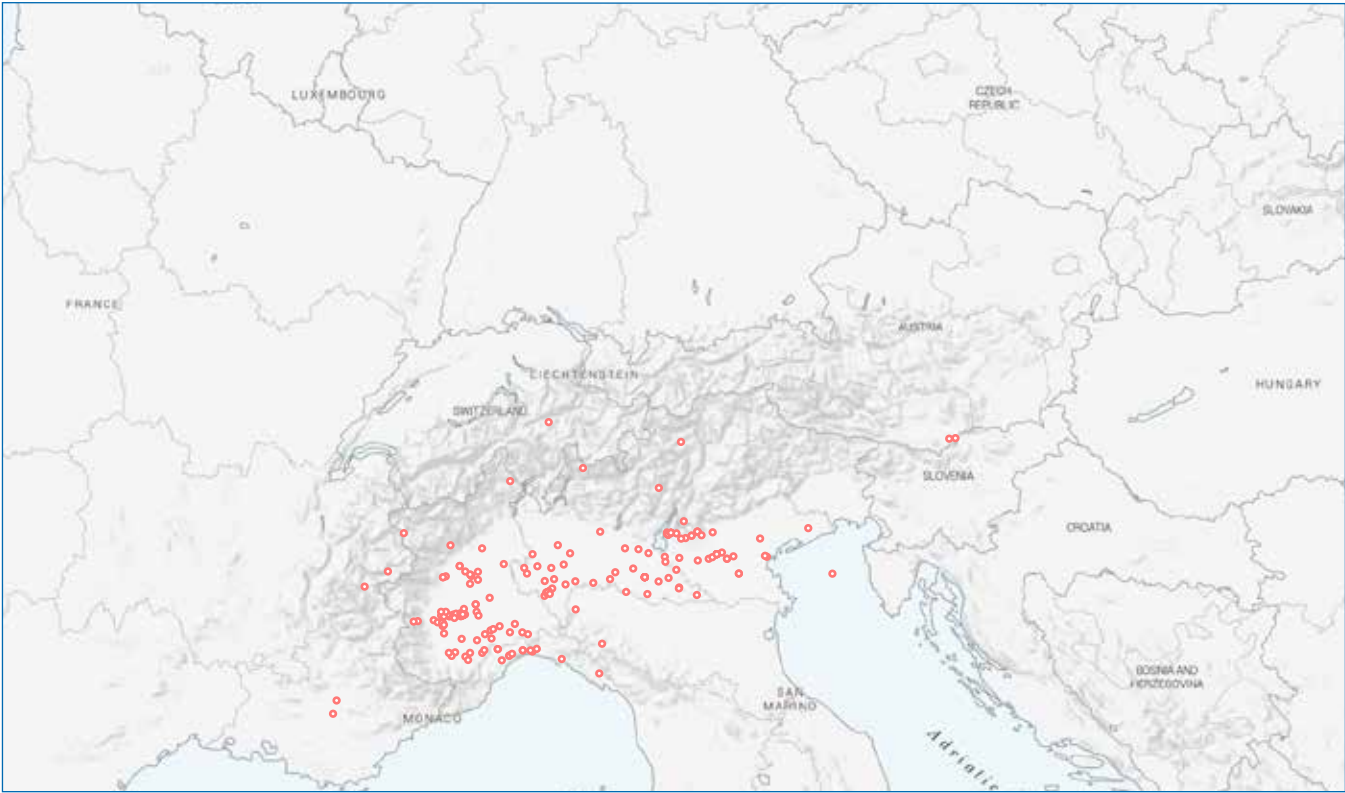 LUXEMBOURG
CZECH
REPUBLIC
SLOVAKIA
FRANCE
AUSTRIA
LIECHTENSTEIN
HUNGARY
SWITZERLAND
SLOVENIA
CROATIA
BOSNIA AND
HERZEGOVINA
SAN
MARINO
MONACO
Adriatic